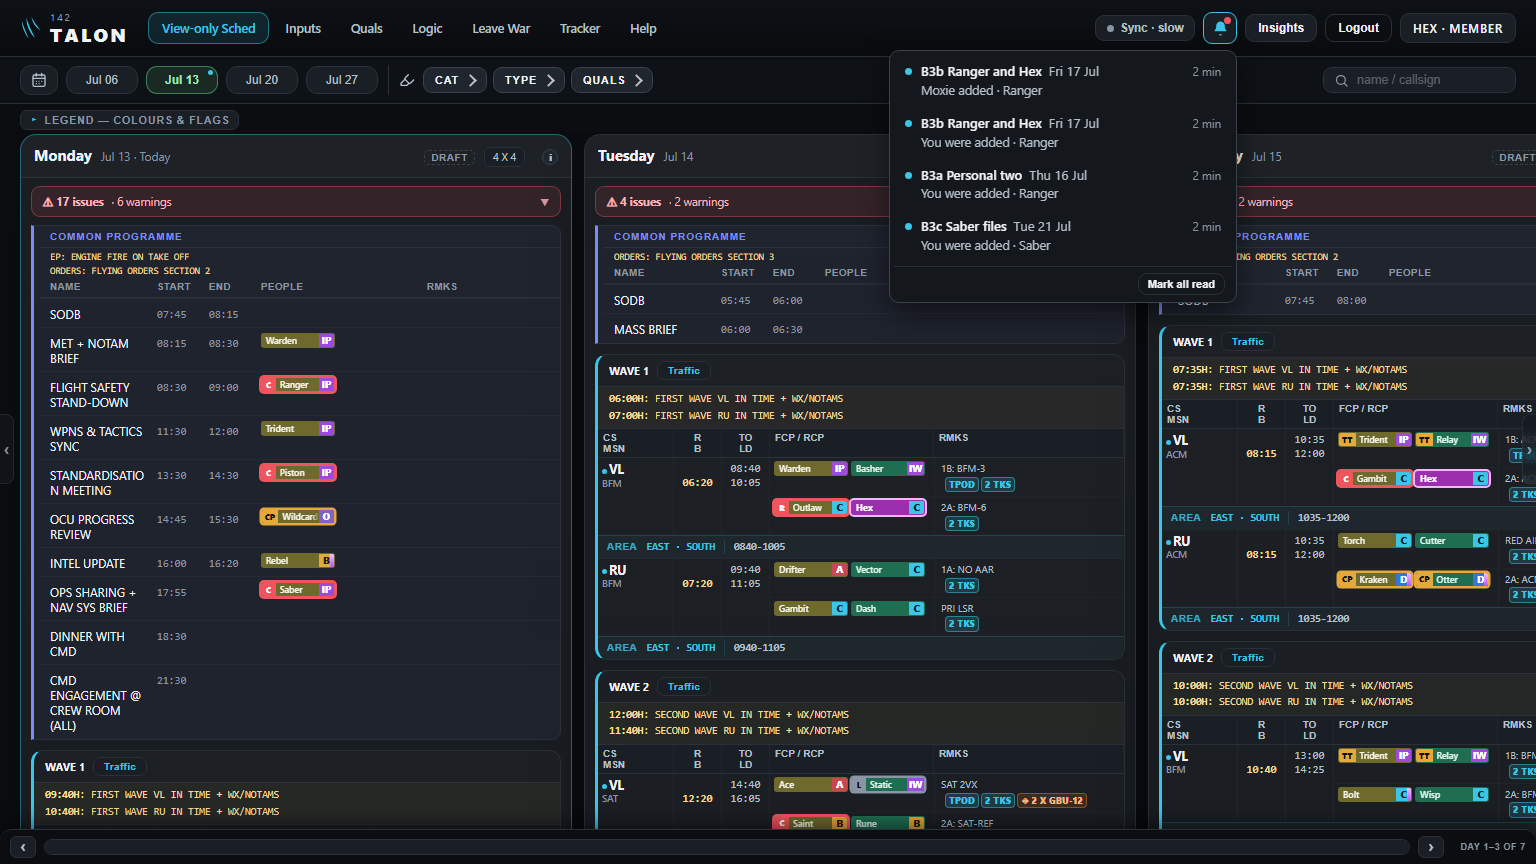 142
TALON
View-only Sched
Inputs
Quals
Logic
Leave War
Tracker
Help
Sync · slow
Insights
Logout
HEX · MEMBER
Jul 06
Jul 13
Jul 20
Jul 27
CAT
TYPE
QUALS
name / callsign
LEGEND — COLOURS & FLAGS
B3b Ranger and Hex Fri 17 Jul 2 min
Moxie added · Ranger
B3b Ranger and Hex Fri 17 Jul 2 min
You were added · Ranger
B3a Personal two Thu 16 Jul 2 min
You were added · Ranger
B3c Saber files Tue 21 Jul 2 min
You were added · Saber
Mark all read
Monday Jul 13 · Today DRAFT 4 X 4 i
17 issues · 6 warnings
COMMON PROGRAMME
EP: ENGINE FIRE ON TAKE OFF
ORDERS: FLYING ORDERS SECTION 2
NAME START END PEOPLE RMKS
SODB 07:45 08:15
MET + NOTAM 08:15 08:30 Warden IP
BRIEF
FLIGHT SAFETY 08:30 09:00 C Ranger IP
STAND-DOWN
WPNS & TACTICS 11:30 12:00 Trident IP
SYNC
STANDARDISATIO 13:30 14:30 C Piston IP
N MEETING
OCU PROGRESS 14:45 15:30 CP Wildcard O
REVIEW
INTEL UPDATE 16:00 16:20 Rebel B
OPS SHARING + 17:55 C Saber IP
NAV SYS BRIEF
DINNER WITH 18:30
CMD
CMD 21:30
ENGAGEMENT @
CREW ROOM
(ALL)
WAVE 1 Traffic
09:40H: FIRST WAVE VL IN TIME + WX/NOTAMS
10:40H: FIRST WAVE RU IN TIME + WX/NOTAMS
Tuesday Jul 14
4 issues · 2 warnings
COMMON PROGRAMME
ORDERS: FLYING ORDERS SECTION 3
NAME START END PEOPLE
SODB 05:45 06:00
MASS BRIEF 06:00 06:30
WAVE 1 Traffic
06:00H: FIRST WAVE VL IN TIME + WX/NOTAMS
07:00H: FIRST WAVE RU IN TIME + WX/NOTAMS
CS R TO FCP / RCP RMKS
MSN B LD
VL 08:40 Warden IP Basher IW 1B: BFM-3
BFM 06:20 10:05 TPOD 2 TKS
R Outlaw C Hex C 2A: BFM-6
2 TKS
AREA EAST · SOUTH 0840-1005
RU 09:40 Drifter A Vector C 1A: NO AAR
BFM 07:20 11:05 2 TKS
Gambit C Dash C PRI LSR
2 TKS
AREA EAST · SOUTH 0940-1105
WAVE 2 Traffic
12:00H: SECOND WAVE VL IN TIME + WX/NOTAMS
11:40H: SECOND WAVE RU IN TIME + WX/NOTAMS
CS R TO FCP / RCP RMKS
MSN B LD
VL 14:40 Ace A L Static IW SAT 2VX
SAT 12:20 16:05 TPOD 2 TKS 2 X GBU-12
C Saint B Rune B 2A: SAT-REF
y Jul 15 DRAFT
2 warnings
PROGRAMME
ING ORDERS SECTION 2
START END PEOPLE
SODB 07:45 08:00
WAVE 1 Traffic
07:35H: FIRST WAVE VL IN TIME + WX/NOTAMS
07:35H: FIRST WAVE RU IN TIME + WX/NOTAMS
CS R TO FCP / RCP RMKS
MSN B LD
VL 10:35 TT Trident IP TT Relay IW 1B:
ACM 08:15 12:00
C Gambit C Hex C 2A:
2 TKS
AREA EAST · SOUTH 1035-1200
RU 10:35 Torch C Cutter C RED AI
ACM 08:15 12:00 2 TKS
CP Kraken D CP Otter D 2A: AC
2 TKS
AREA EAST · SOUTH 1035-1200
WAVE 2 Traffic
10:00H: SECOND WAVE VL IN TIME + WX/NOTAMS
10:00H: SECOND WAVE RU IN TIME + WX/NOTAMS
CS R TO FCP / RCP RMKS
MSN B LD
VL 13:00 TT Trident IP TT Relay IW 1B: BF
BFM 10:40 14:25 2 TKS
Bolt C Wisp C 2A: BF
2 TKS
DAY 1–3 OF 7